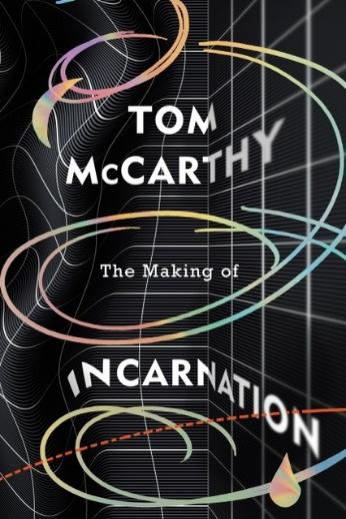 TOM
McCARTHY
The Making of
INCARNATION